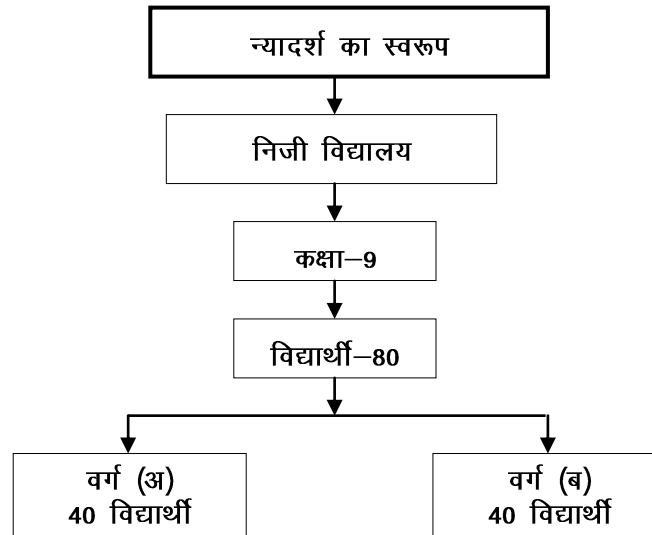 न्यादर्श का स्वरूप
निजी विद्यालय
कक्षा–9
विद्यार्थी–80
वर्ग (अ)
40 विद्यार्थी
वर्ग (ब)
40 विद्यार्थी